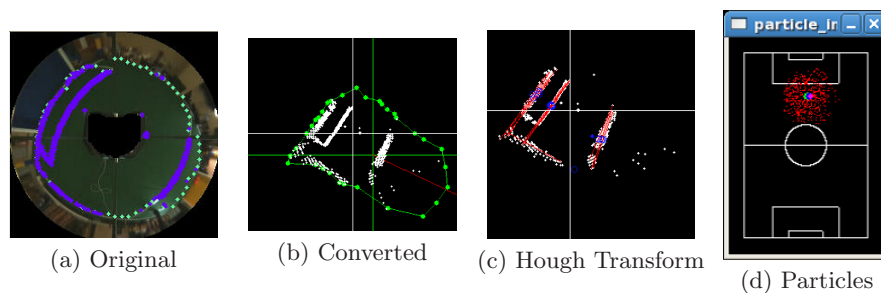 particle_in
(a) Original
(b) Converted
(c) Hough Transform
(d) Particles